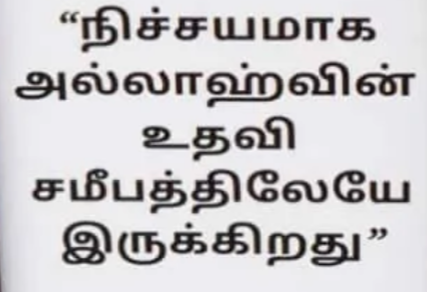 “நிச்சயமாக
அல்லாஹ்வின்
உதவி
சமீபத்திலேயே
இருக்கிறது”